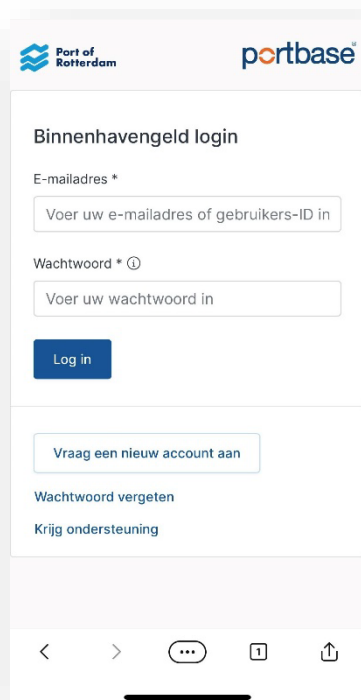 Port of
Rotterdam
portbase
Binnenhavengeld login
E-mailadres *
Voer uw e-mailadres of gebruikers-ID in
Wachtwoord *
Voer uw wachtwoord in
Log in
Vraag een nieuw account aan
Wachtwoord vergeten
Krijg ondersteuning
1